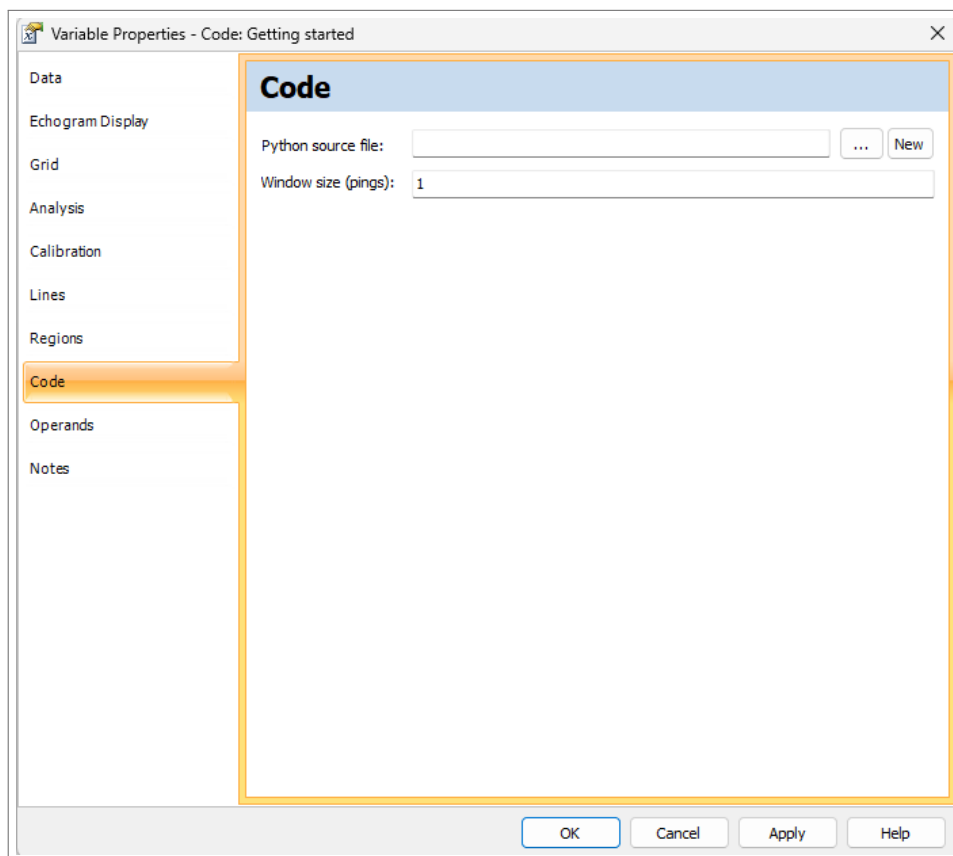 Variable Properties - Code: Getting started
Data
Echogram Display
Grid
Analysis
Calibration
Lines
Regions
Code
Operands
Notes
Code
Python source file:
...
New
Window size (pings):
1
OK
Cancel
Apply
Help